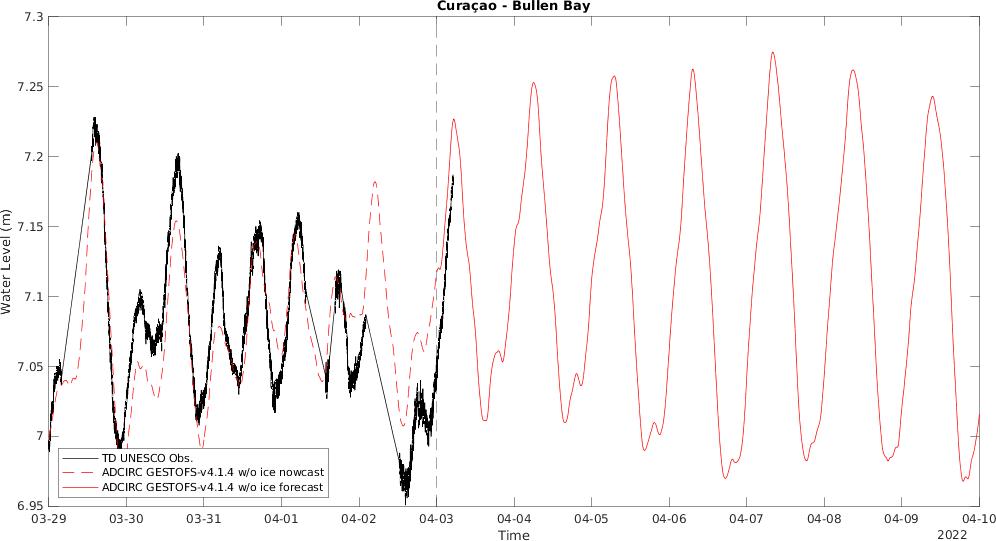 Curaçao - Bullen Bay
7.3
7.25
7.2
7.15
7.1
7.05
7
6.95
Water Level (m)
TD UNESCO Obs.
ADCIRC GESTOFS-v4.1.4 w/o ice nowcast
ADCIRC GESTOFS-v4.1.4 w/o ice forecast
03-29 03-30 03-31 04-01 04-02 04-03 04-04 04-05 04-06 04-07 04-08 04-09 04-10
Time
2022